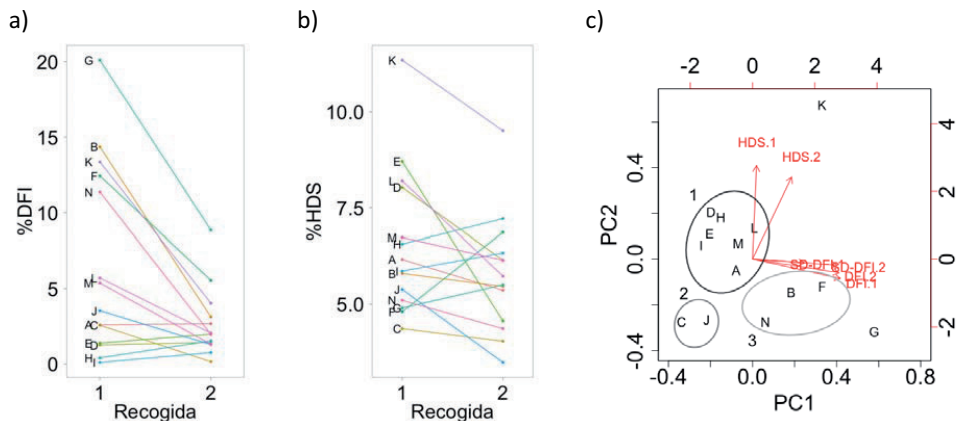 a)
b)
c)
%DFI
20
15
10
5
0
G
B
K
F
N
L
M
J
A C
E
D
H
I
1 2
Recogida
%HDS
10.0
7.5
5.0
K
E
L
D
M
H
A
I
B
J
N
G
F
C
1 2
Recogida
-2 0 2 4
PC2
0.4
0.0
-0.4
4
2
0
-2
K
HDS.1
HDS.2
1
D H
E
I
L
M
A
SD-DFI.1
SD-DFI.2
DFI.2
DFI.1
2
C
J
B
F
N
3
G
-0.4 0.0 0.4 0.8
PC1